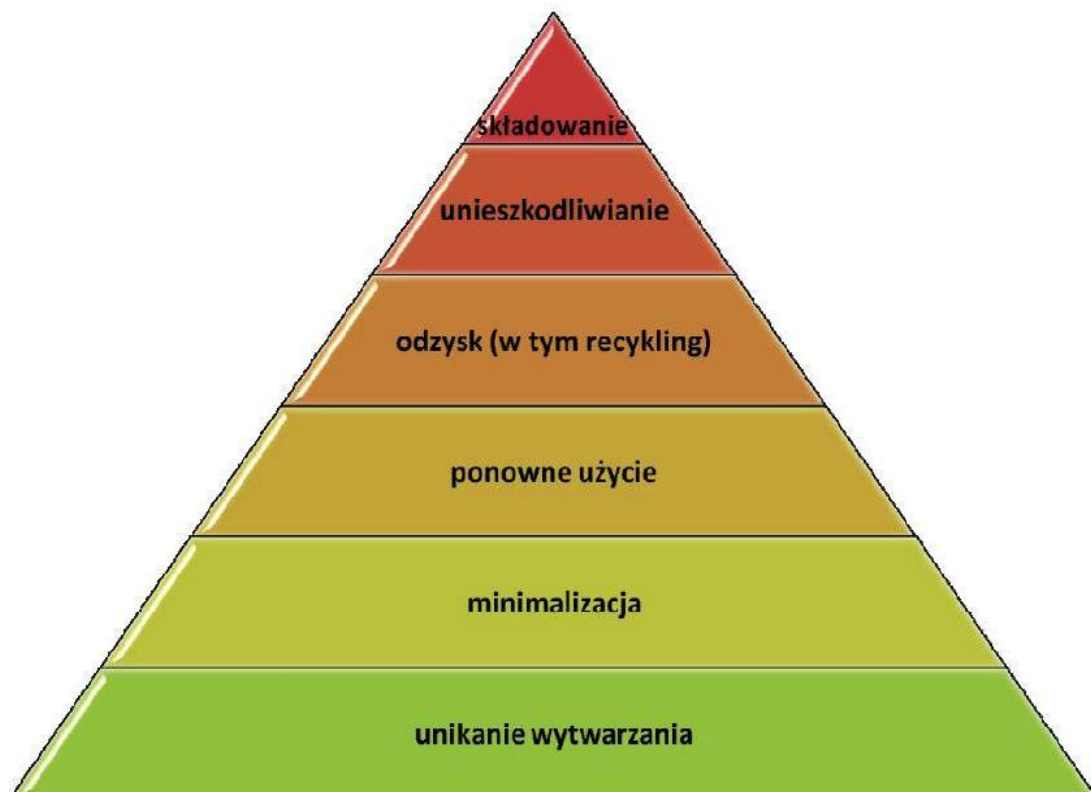 składowanie
unieszkodliwianie
odzysk (w tym recykling)
ponowne użycie
minimalizacja
unikanie wytwarzania